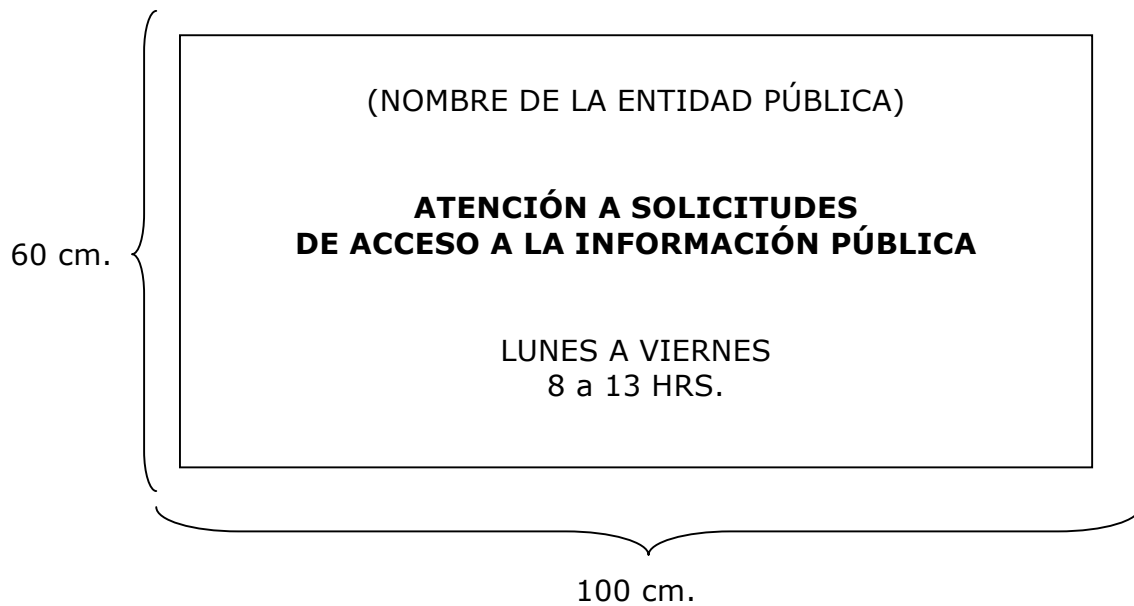 (NOMBRE DE LA ENTIDAD PÚBLICA)
ATENCIÓN A SOLICITUDES
DE ACCESO A LA INFORMACIÓN PÚBLICA
60 cm.
LUNES A VIERNES
8 a 13 HRS.
100 cm.